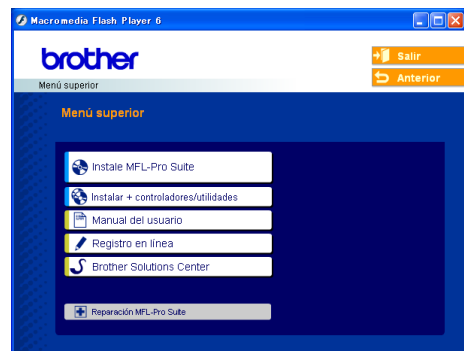 Macromedia Flash Player 6
brother
Salir
Anterior
Menú superior
Menú superior
Instale MFL-Pro Suite
Instalar + controladores/utilidades
Manual del usuario
Registro en línea
Brother Solutions Center
Reparación MFL-Pro Suite